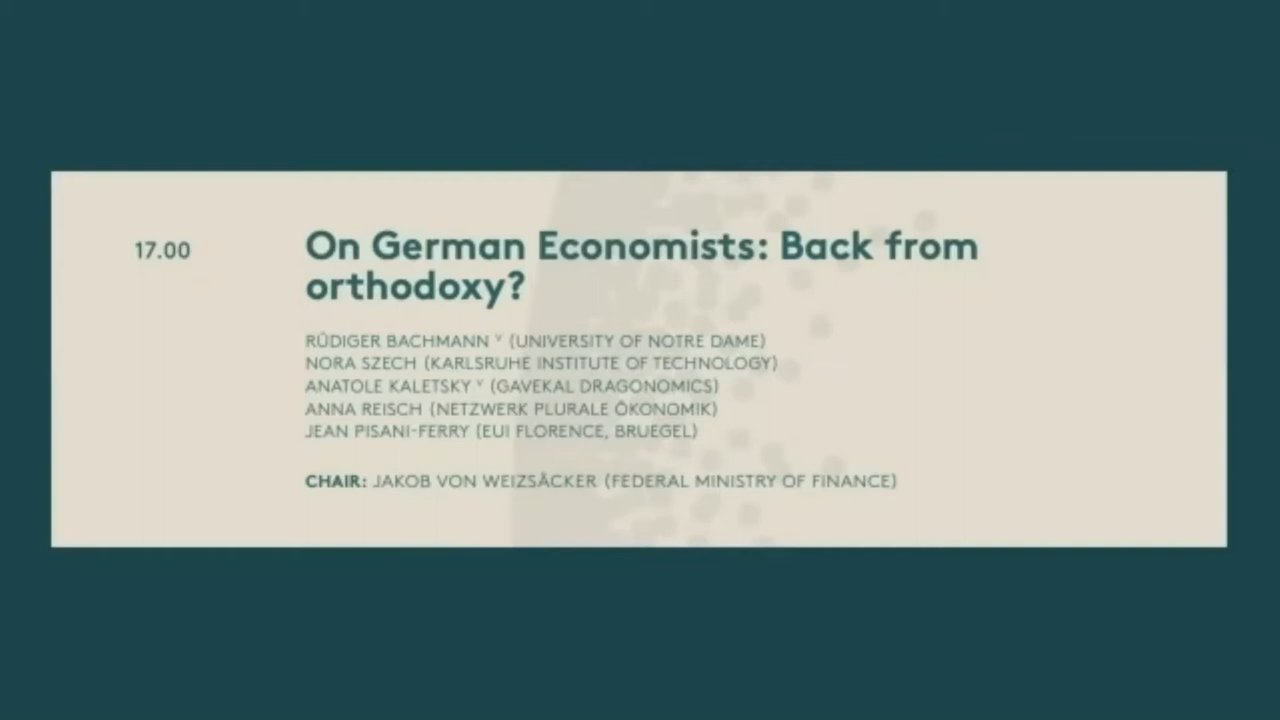 17.00
On German Economists: Back from
orthodoxy?
RÜDIGER BACHMANN ᵛ (UNIVERSITY OF NOTRE DAME)
NORA SZECH (KARLSRUHE INSTITUTE OF TECHNOLOGY)
ANATOLE KALETSKY ᵛ (GAVEKAL DRAGONOMICS)
ANNA REISCH (NETZWERK PLURALE ÖKONOMIK)
JEAN PISANI-FERRY (EUI FLORENCE, BRUEGEL)
CHAIR: JAKOB VON WEIZSÄCKER (FEDERAL MINISTRY OF FINANCE)